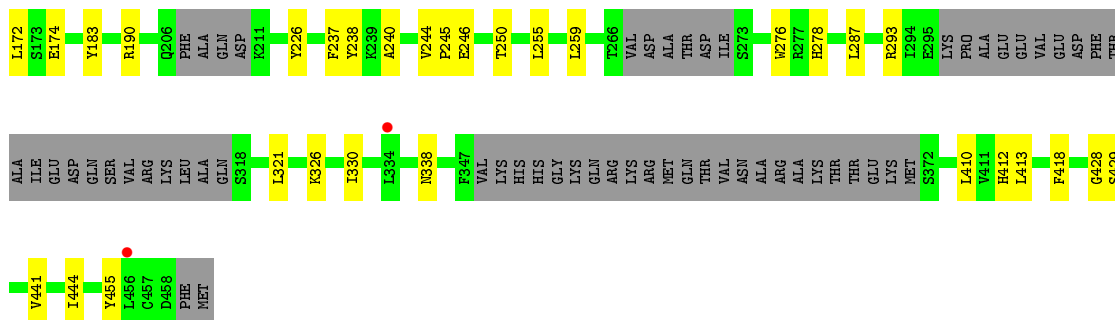 L172 S173 E174 Y183 R190 Q206 PHE ALA GLN ASP K211 Y226 F237 Y238 K239 A240 V244 P245 E246 T250 L255 L259 T266 VAL ASP ALA THR ASP ILE S273 W276 R277 H278 L287 R293 I294 E295 LYS PRO ALA GLU GLU VAL GLU ASP PHE THR
ALA ILE GLU ASP GLN SER VAL ARG LYS LEU ALA GLN S318 L321 K326 I330 L334 N338 F347 VAL LYS HIS HIS GLY LYS GLN ARG LYS ARG MET GLN THR VAL ASN ALA ARG ALA LYS THR THR GLU LYS MET S372 L410 V411 H412 L413 F418 G428 S429
V441 I444 Y455 L456 C457 D458 PHE MET